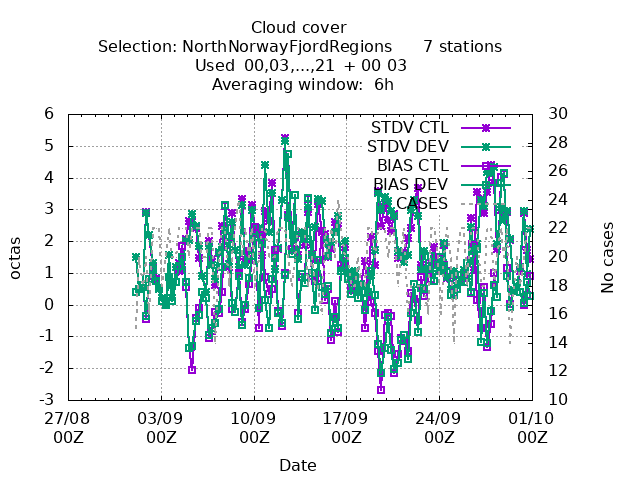 Cloud cover
Selection: NorthNorwayFjordRegions 7 stations
Used 00,03,...,21 + 00 03
Averaging window: 6h
STDV CTL
STDV DEV
BIAS CTL
BIAS DEV
CASES
octas
6
5
4
3
2
1
0
-1
-2
-3
No cases
30
28
26
24
22
20
18
16
14
12
10
27/08 03/09 10/09 17/09 24/09 01/10
00Z 00Z 00Z 00Z 00Z 00Z
Date